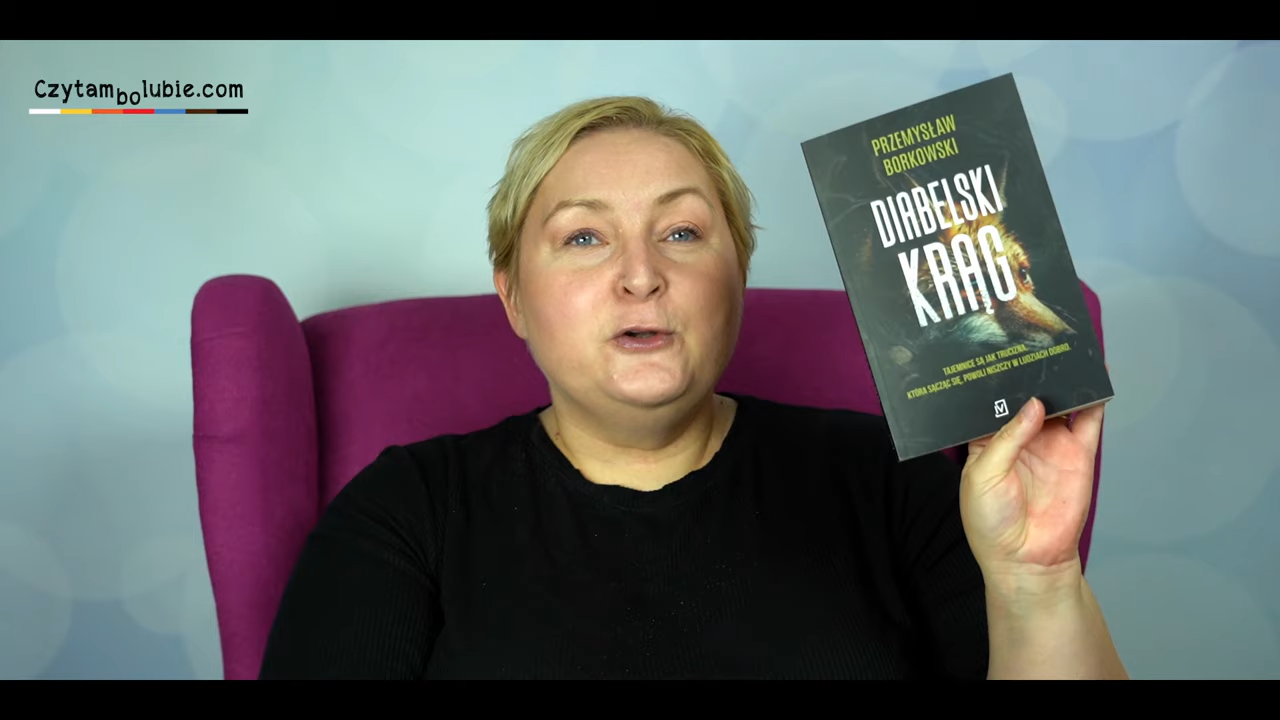 Czytambolubie.com
PRZEMYSŁAW
BORKOWSKI
DIABELSKI
KRĄG
TAJEMNICE SĄ JAK TRUCIZNA,
KTÓRA SĄCZĄC SIĘ, POWOLI NISZCZY W LUDZIACH DOBRO.
V